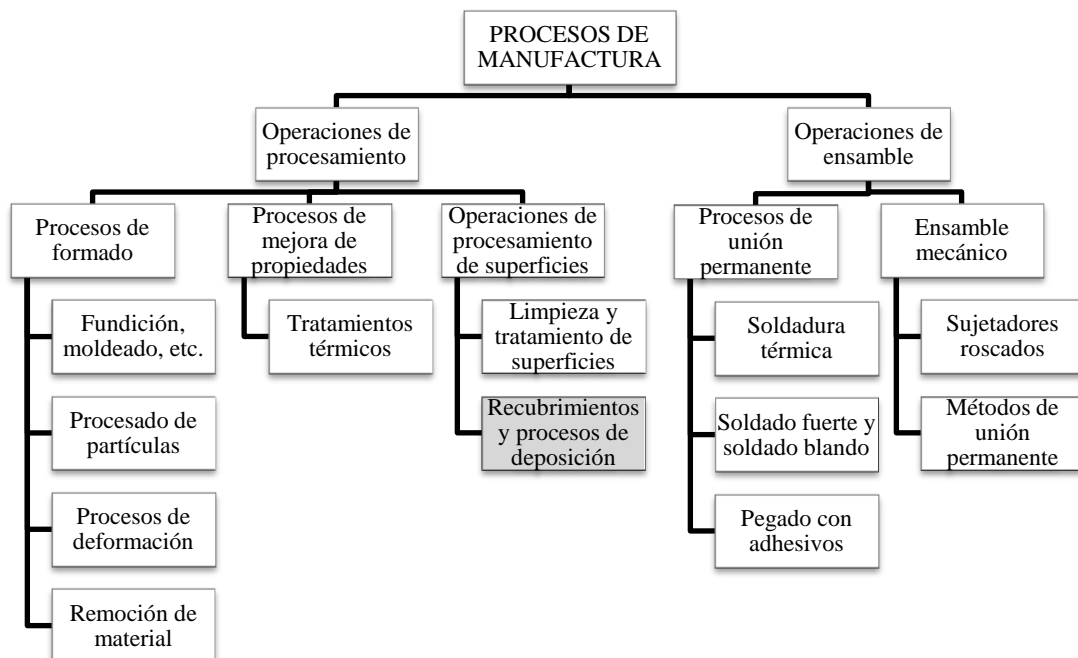 PROCESOS DE
MANUFACTURA
Operaciones de
procesamiento
Operaciones de
ensamble
Procesos de
formado
Procesos de
mejora de
propiedades
Operaciones de
procesamiento
de superficies
Procesos de
unión
permanente
Ensamble
mecánico
Fundición,
moldeado, etc.
Procesado de
partículas
Procesos de
deformación
Remoción de
material
Tratamientos
térmicos
Limpieza y
tratamiento de
superficies
Recubrimientos
y procesos de
deposición
Soldadura
térmica
Soldado fuerte y
soldado blando
Pegado con
adhesivos
Sujetadores
roscados
Métodos de
unión
permanente